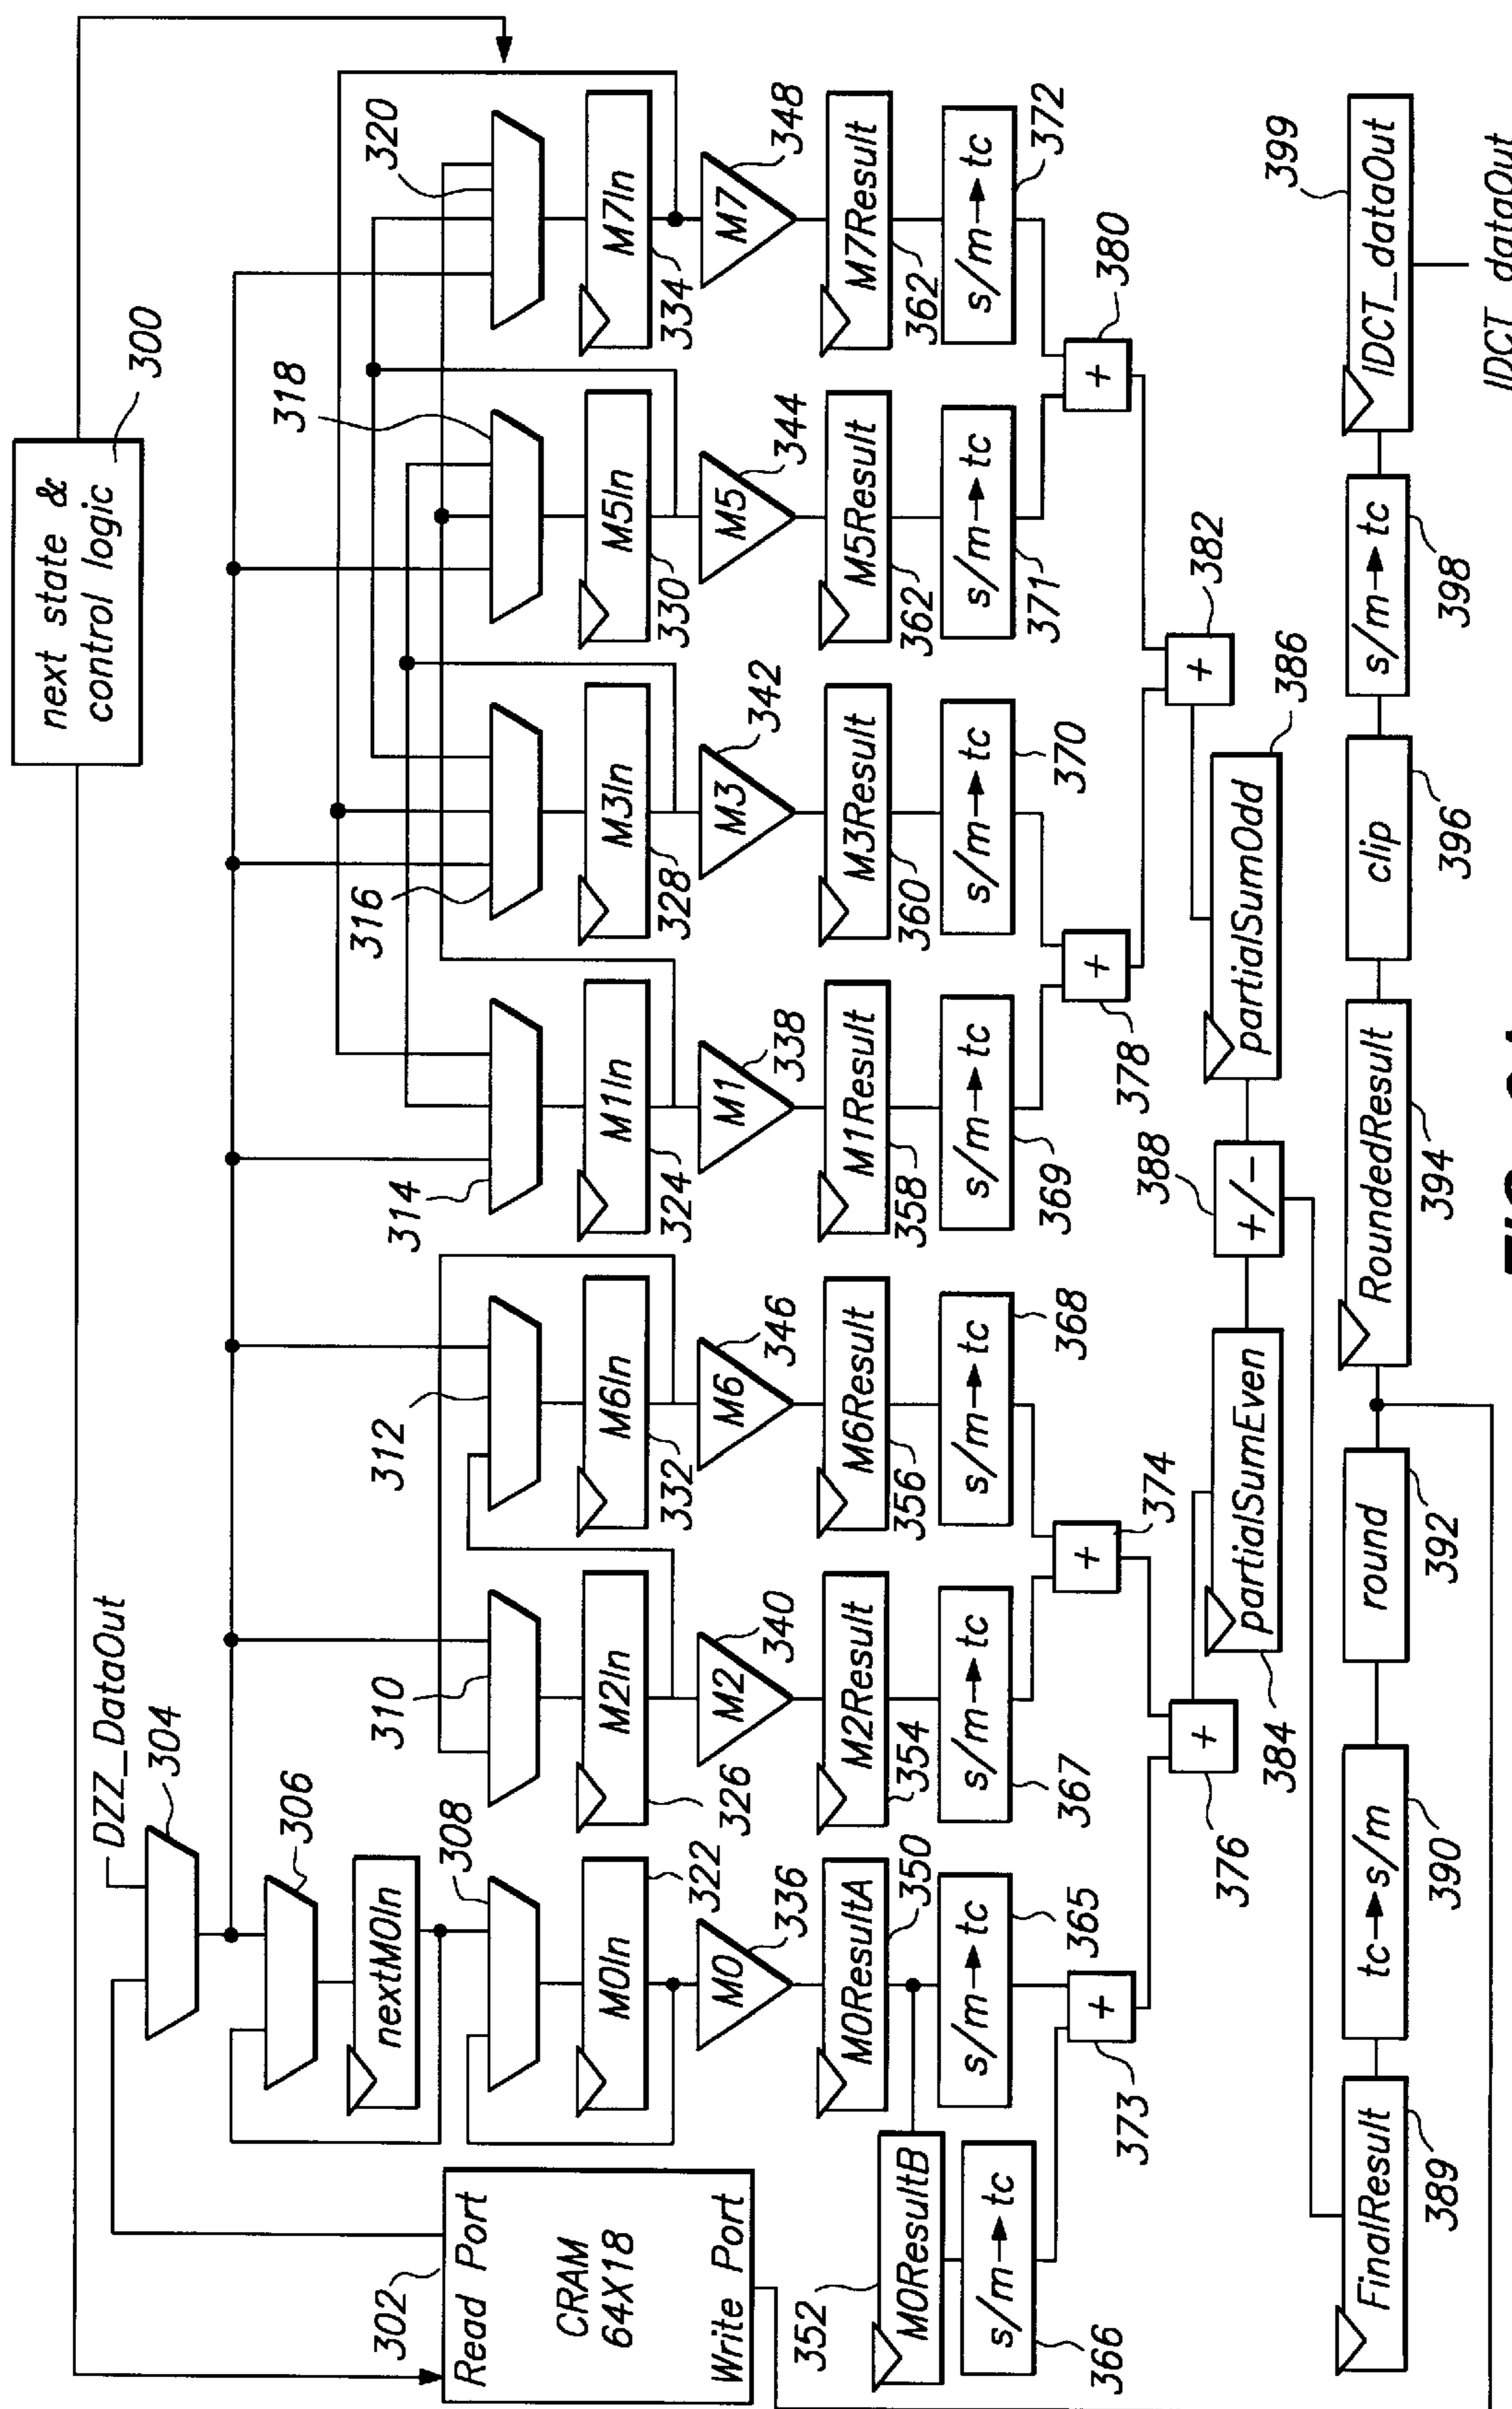 next state &
control logic
300
DZZ_DataOut
304
306
nextM0In
302
Read Port
CRAM
64X18
Write Port
308
310
312
314
316
318
320
M0In
M2In
M6In
M1In
M3In
M5In
M7In
322
326
332
324
328
330
334
M0
M2
M6
M1
M3
M5
M7
336
340
346
338
342
344
348
M0ResultA
M2Result
M6Result
M1Result
M3Result
M5Result
M7Result
350
354
356
358
360
362
362
352
M0ResultB
s/m→tc
s/m→tc
s/m→tc
s/m→tc
s/m→tc
s/m→tc
s/m→tc
s/m→tc
366
365
367
368
369
370
371
372
+
+
+
+
373
374
378
380
+
+
376
382
partialSumEven
+/-
partialSumOdd
384
388
386
FinalResult
tc→s/m
round
RoundedResult
clip
s/m→tc
IDCT_dataOut
389
390
392
394
396
398
399
IDCT_dataOut